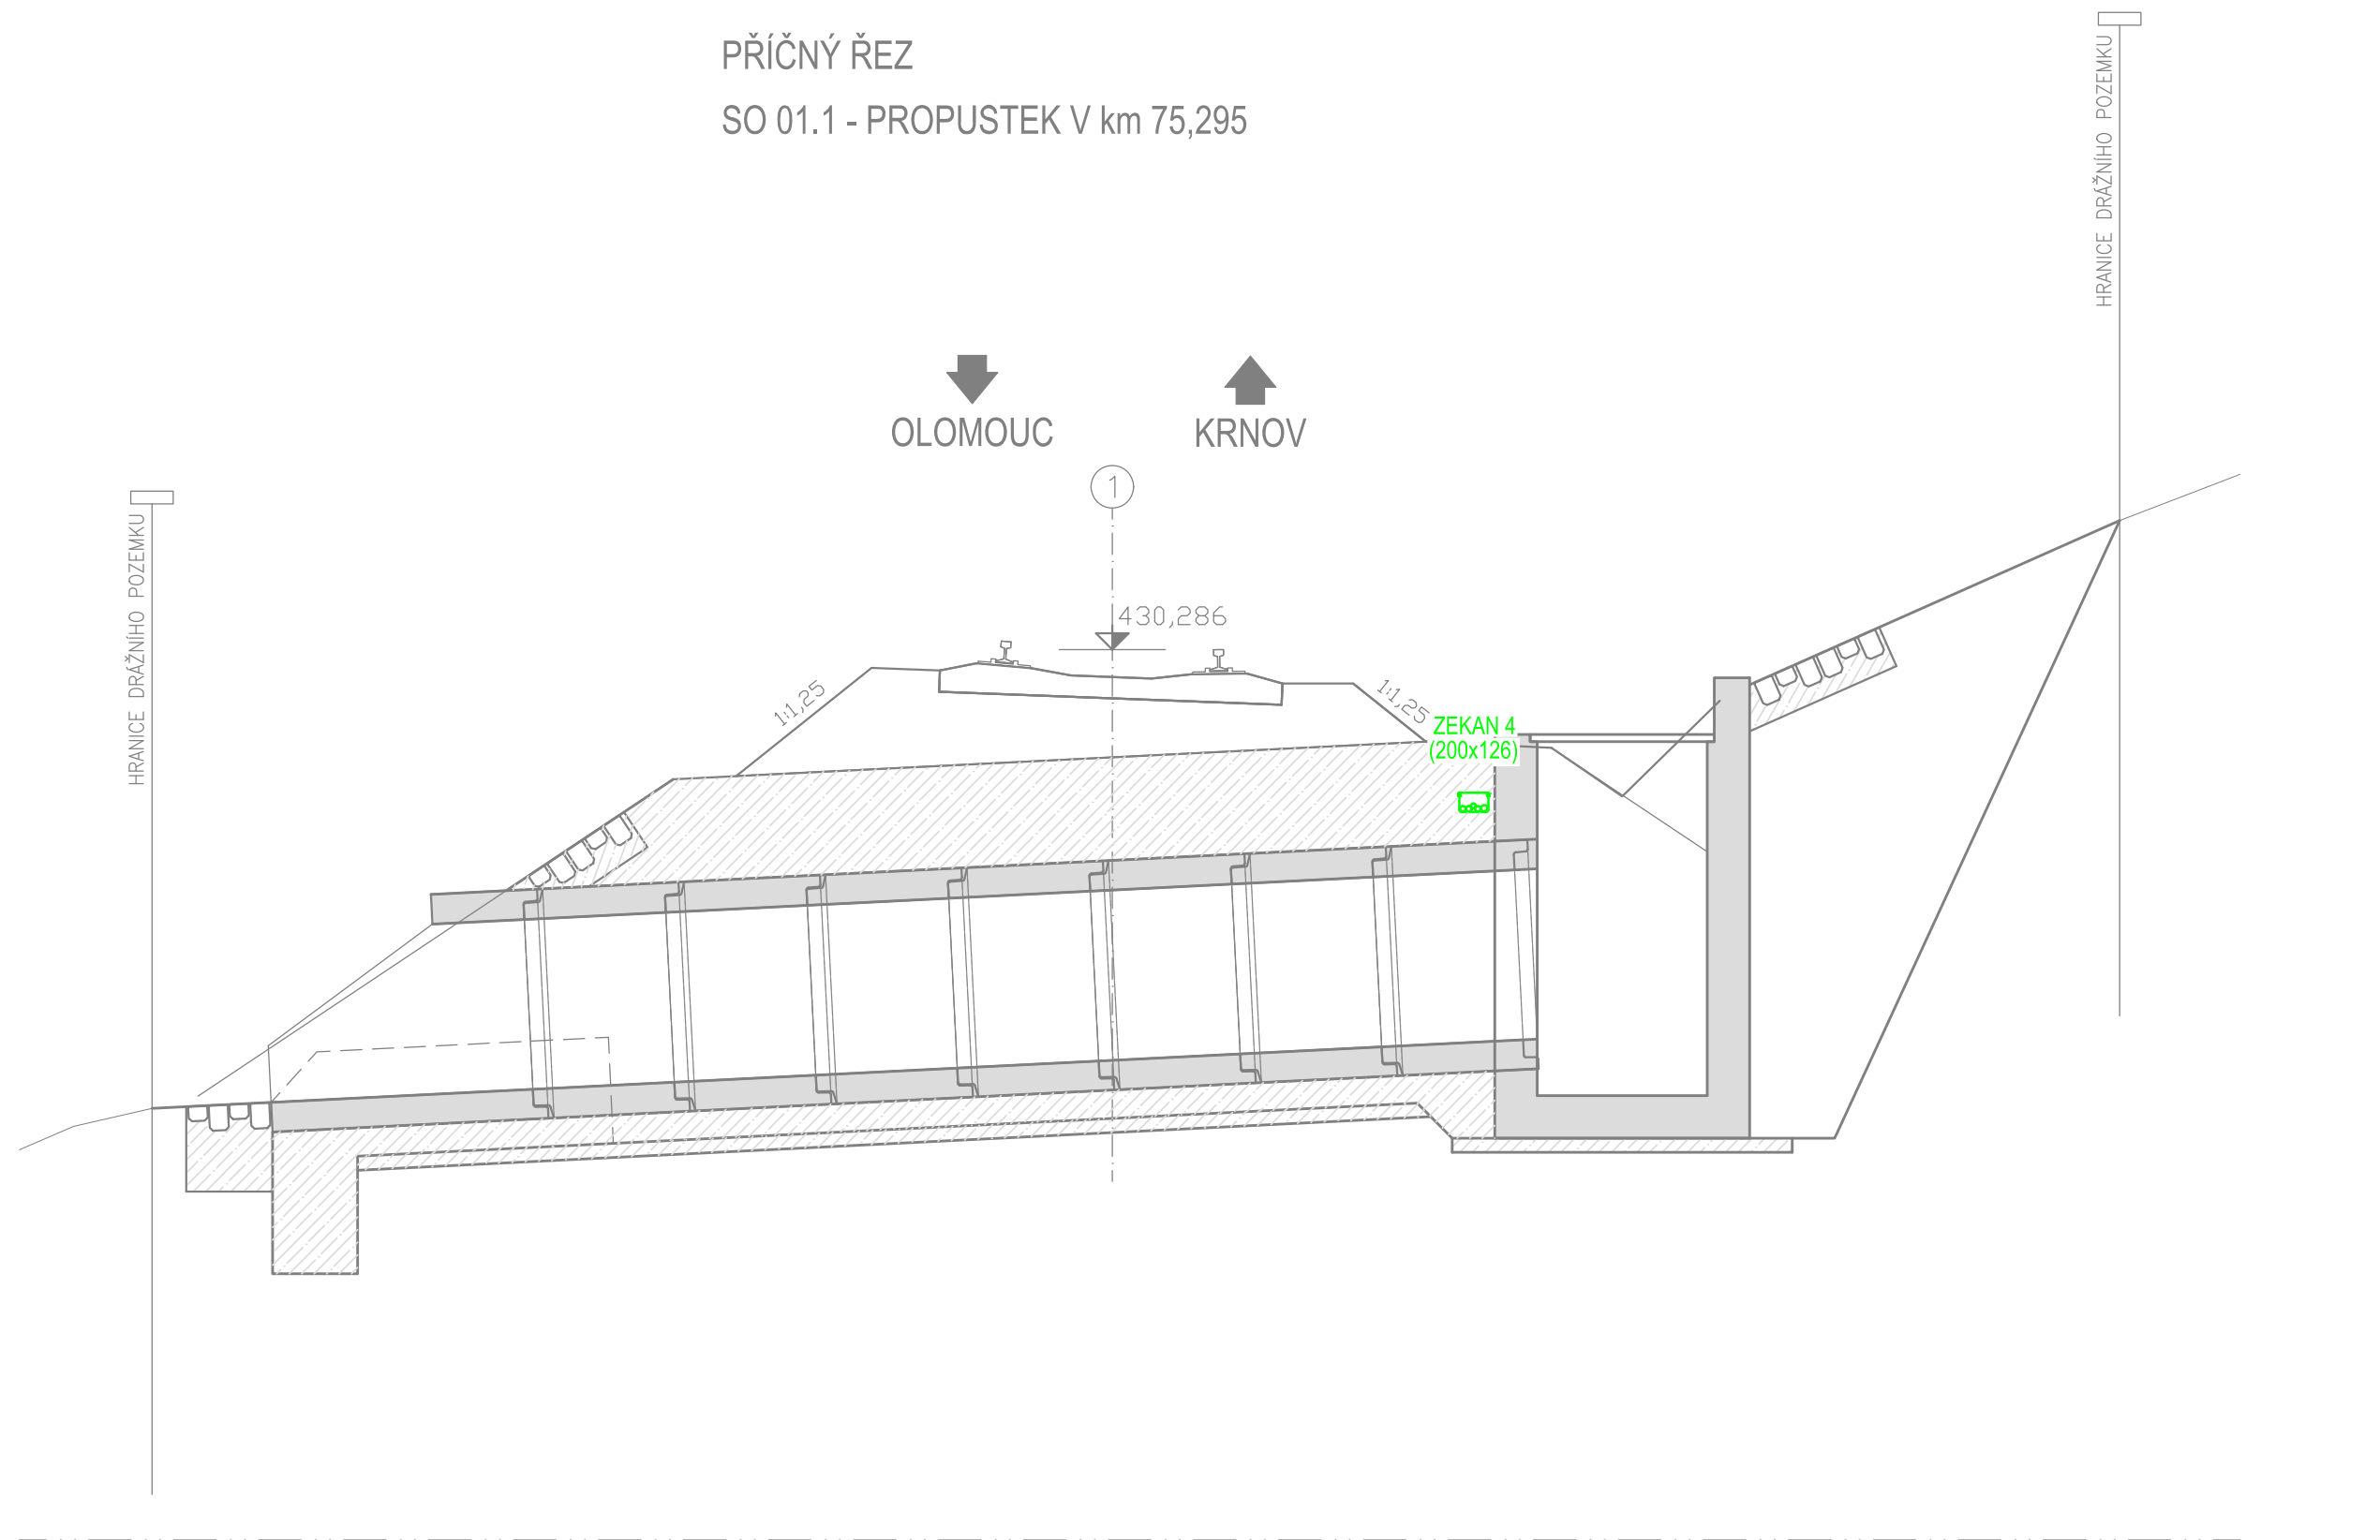 PŘÍČNÝ ŘEZ
SO 01.1 - PROPUSTEK V km 75,295
HRANICE DRÁŽNÍHO POZEMKU
OLOMOUC
KRNOV
1
HRANICE DRÁŽNÍHO POZEMKU
430,286
1:1,25
1:1,25
ZEKAN 4
(200x126)